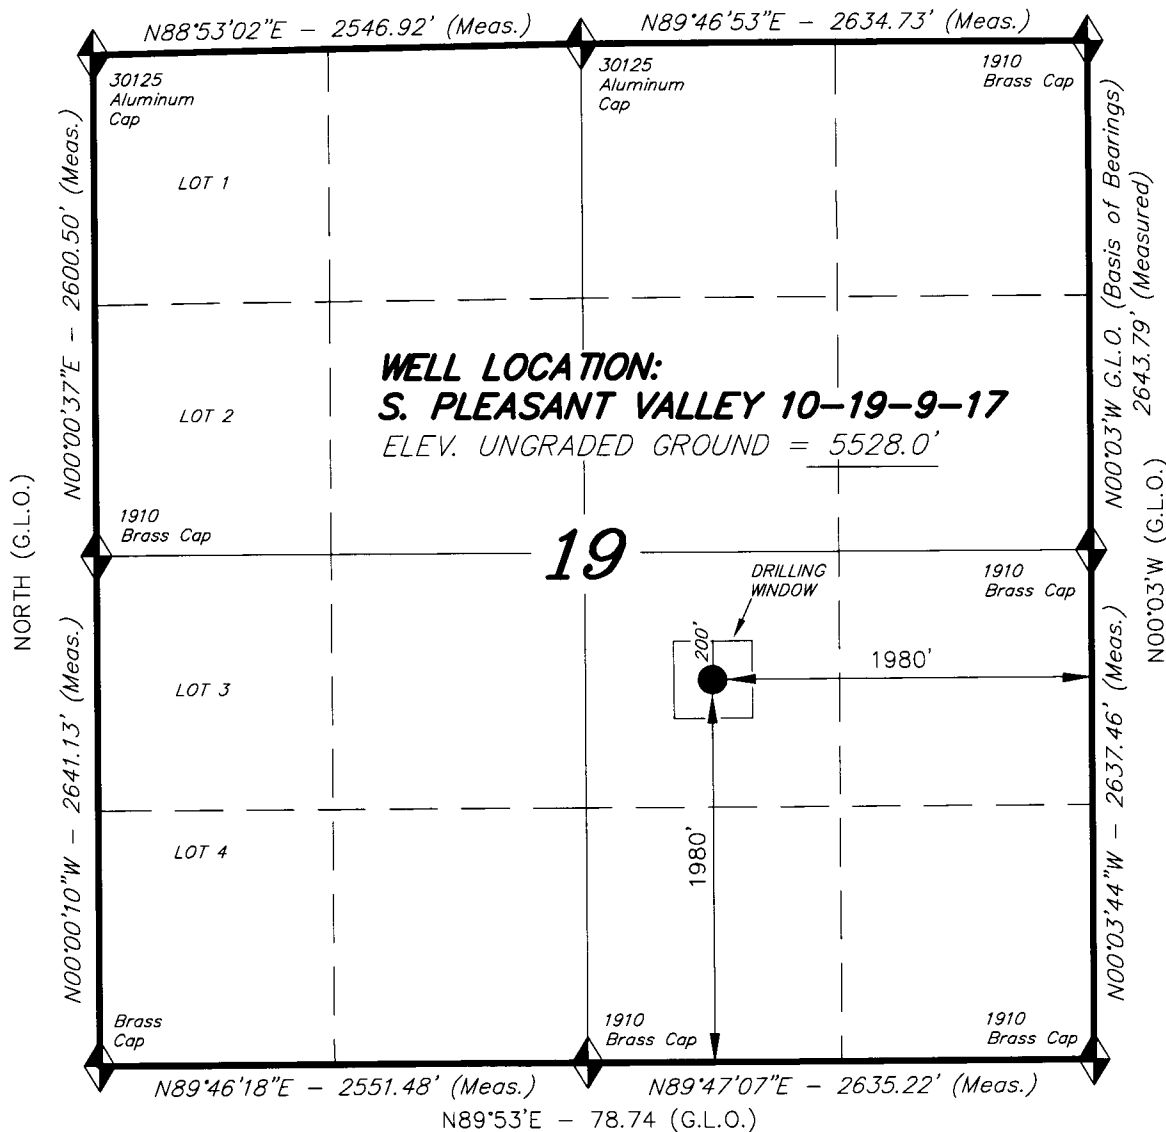 N88°53'02"E - 2546.92' (Meas.)
N89°46'53"E - 2634.73' (Meas.)
30125
Aluminum
Cap
30125
Aluminum
Cap
1910
Brass Cap
N00°00'37"E - 2600.50' (Meas.)
N00°03'W G.L.O. (Basis of Bearings)
2643.79' (Measured)
LOT 1
WELL LOCATION:
S. PLEASANT VALLEY 10-19-9-17
ELEV. UNGRADED GROUND = 5528.0'
LOT 2
NORTH (G.L.O.)
N00°03'W (G.L.O.)
1910
Brass Cap
19
DRILLING
WINDOW
1910
Brass Cap
200'
1980'
LOT 3
N00°00'10"W - 2641.13' (Meas.)
N00°03'44"W - 2637.46' (Meas.)
LOT 4
1980'
Brass
Cap
1910
Brass Cap
1910
Brass Cap
N89°46'18"E - 2551.48' (Meas.)
N89°47'07"E - 2635.22' (Meas.)
N89°53'E - 78.74 (G.L.O.)